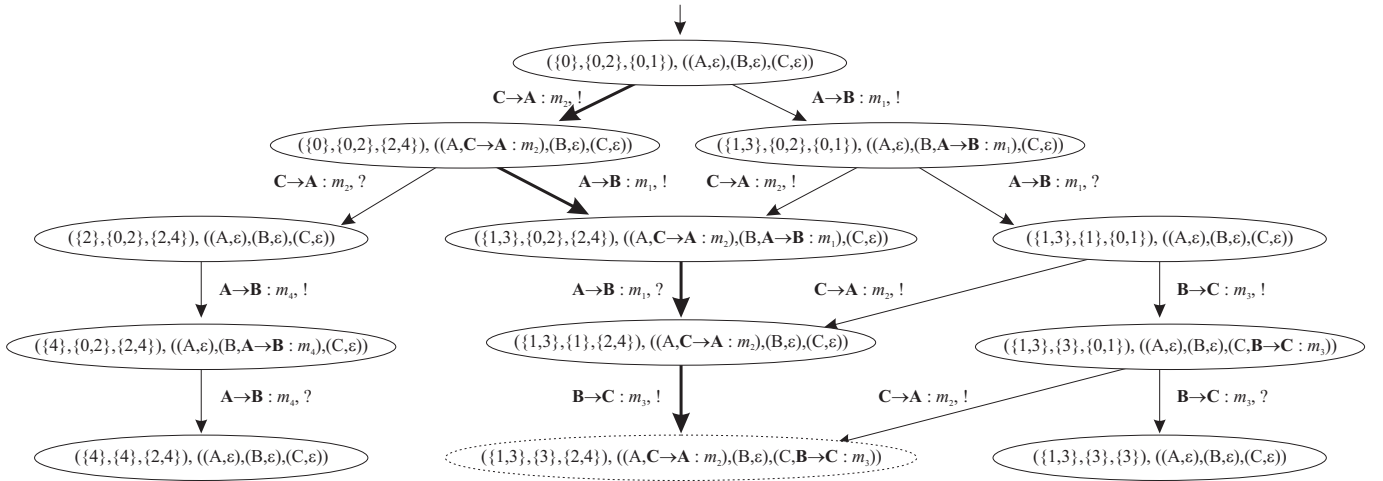 ({0},{0,2},{0,1}), ((A,ε),(B,ε),(C,ε))
C→A : m₂, !
A→B : m₁, !
({0},{0,2},{2,4}), ((A,C→A : m₂),(B,ε),(C,ε))
({1,3},{0,2},{0,1}), ((A,ε),(B,A→B : m₁),(C,ε))
C→A : m₂, ?
A→B : m₁, !
C→A : m₂, !
A→B : m₁, ?
({2},{0,2},{2,4}), ((A,ε),(B,ε),(C,ε))
({1,3},{0,2},{2,4}), ((A,C→A : m₂),(B,A→B : m₁),(C,ε))
({1,3},{1},{0,1}), ((A,ε),(B,ε),(C,ε))
A→B : m₄, !
A→B : m₁, ?
C→A : m₂, !
B→C : m₃, !
({4},{0,2},{2,4}), ((A,ε),(B,A→B : m₄),(C,ε))
({1,3},{1},{2,4}), ((A,C→A : m₂),(B,ε),(C,ε))
({1,3},{3},{0,1}), ((A,ε),(B,ε),(C,B→C : m₃))
A→B : m₄, ?
B→C : m₃, !
C→A : m₂, !
B→C : m₃, ?
({4},{4},{2,4}), ((A,ε),(B,ε),(C,ε))
({1,3},{3},{2,4}), ((A,C→A : m₂),(B,ε),(C,B→C : m₃))
({1,3},{3},{3}), ((A,ε),(B,ε),(C,ε))